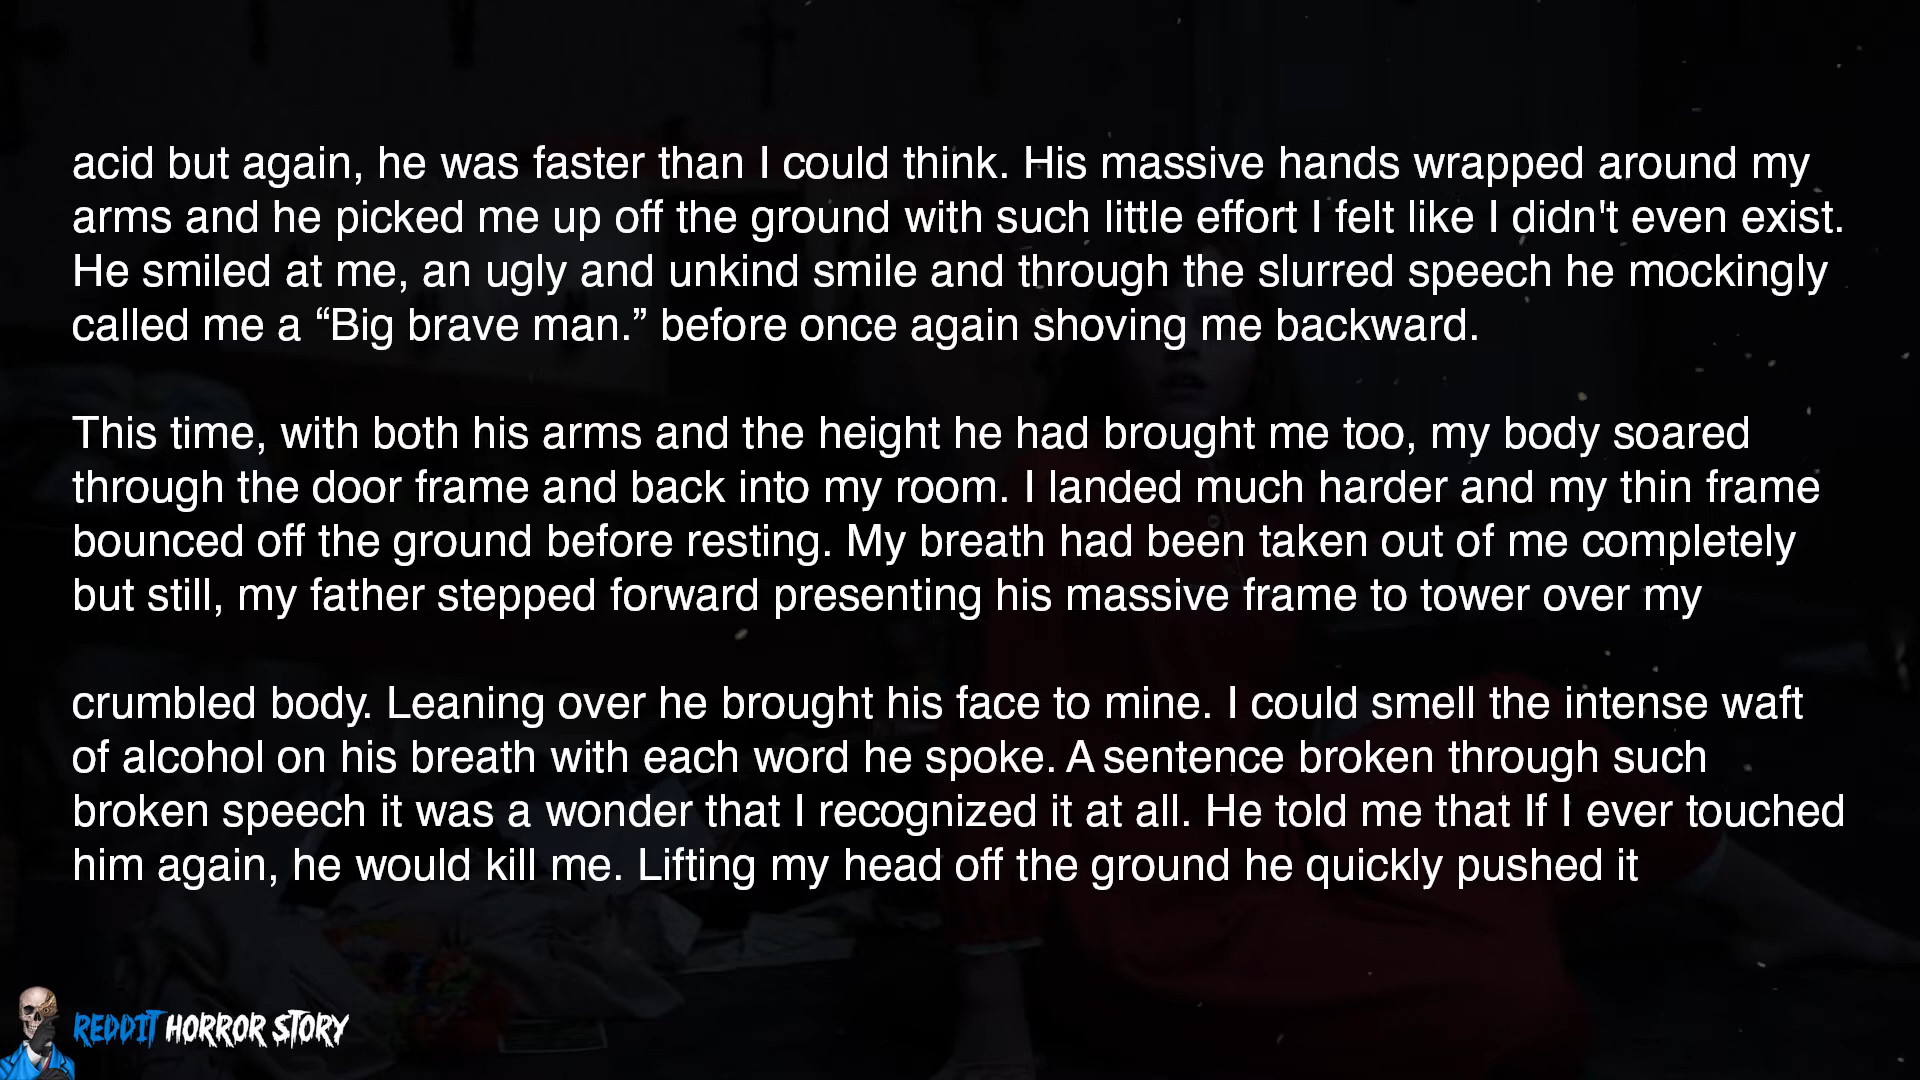 acid but again, he was faster than I could think. His massive hands wrapped around my
arms and he picked me up off the ground with such little effort I felt like I didn't even exist.
He smiled at me, an ugly and unkind smile and through the slurred speech he mockingly
called me a “Big brave man.” before once again shoving me backward.
This time, with both his arms and the height he had brought me too, my body soared
through the door frame and back into my room. I landed much harder and my thin frame
bounced off the ground before resting. My breath had been taken out of me completely
but still, my father stepped forward presenting his massive frame to tower over my
crumbled body. Leaning over he brought his face to mine. I could smell the intense waft
of alcohol on his breath with each word he spoke. A sentence broken through such
broken speech it was a wonder that I recognized it at all. He told me that If I ever touched
him again, he would kill me. Lifting my head off the ground he quickly pushed it
REDDIT HORROR STORY